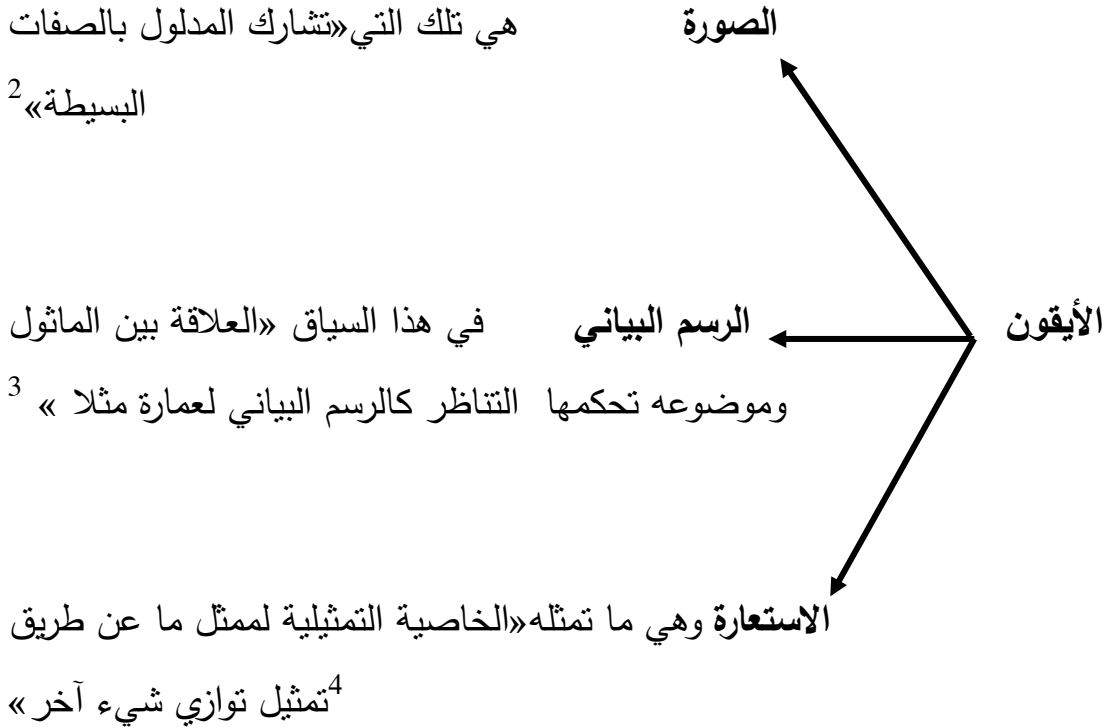 الصورة هي تلك التي«تشارك المدلول بالصفات
البسيطة»2
الأيقون الرسم البياني في هذا السياق «العلاقة بين الماثول
وموضوعه تحكمها التناظر كالرسم البياني لعمارة مثلا » 3
الاستعارة وهي ما تمثله«الخاصية التمثيلية لممثل ما عن طريق
تمثيل توازي شيء آخر »4